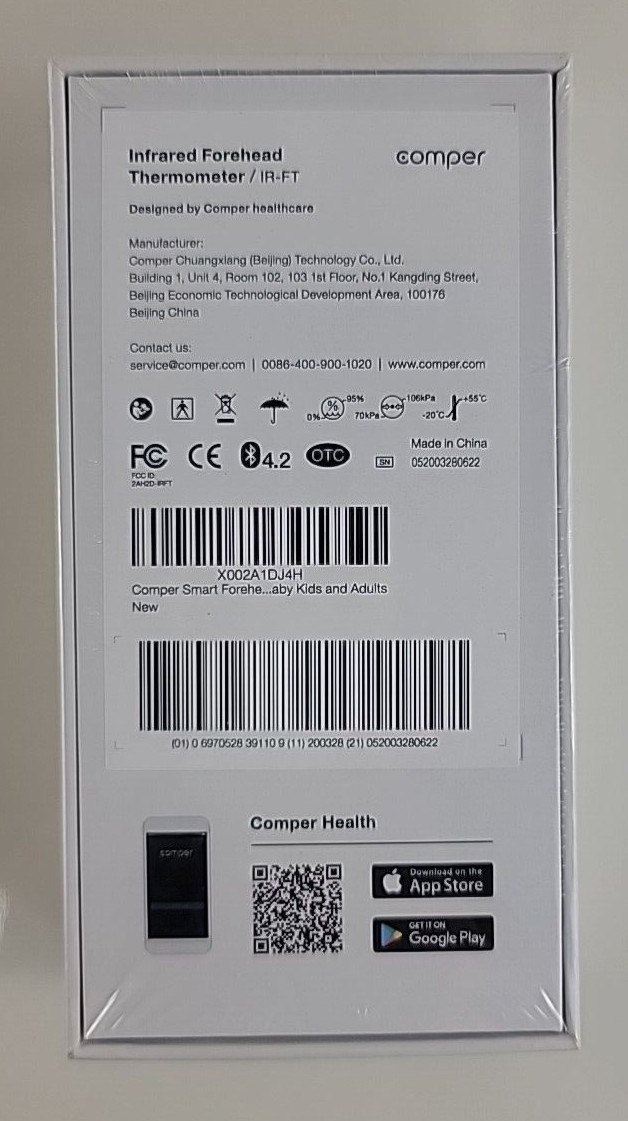 Infrared Forehead
Thermometer / IR-FT
comper
Designed by Comper healthcare
Manufacturer:
Comper Chuangxiang (Beijing) Technology Co., Ltd.
Building 1, Unit 4, Room 102, 103 1st Floor, No.1 Kangding Street,
Beijing Economic Technological Development Area, 100176
Beijing China
Contact us:
service@comper.com | 0086-400-900-1020 | www.comper.com
0% % 95% 70kPa 106kPa -20°C +55°C
FC CE 4.2 OTC
FCC ID:
2AH2D-IRFT
Made in China
SN 052003280622
X002A1DJ4H
Comper Smart Forehe...aby Kids and Adults
New
(01) 0 6970528 39110 9 (11) 200328 (21) 052003280622
comper
Comper Health
Download on the
App Store
GET IT ON
Google Play